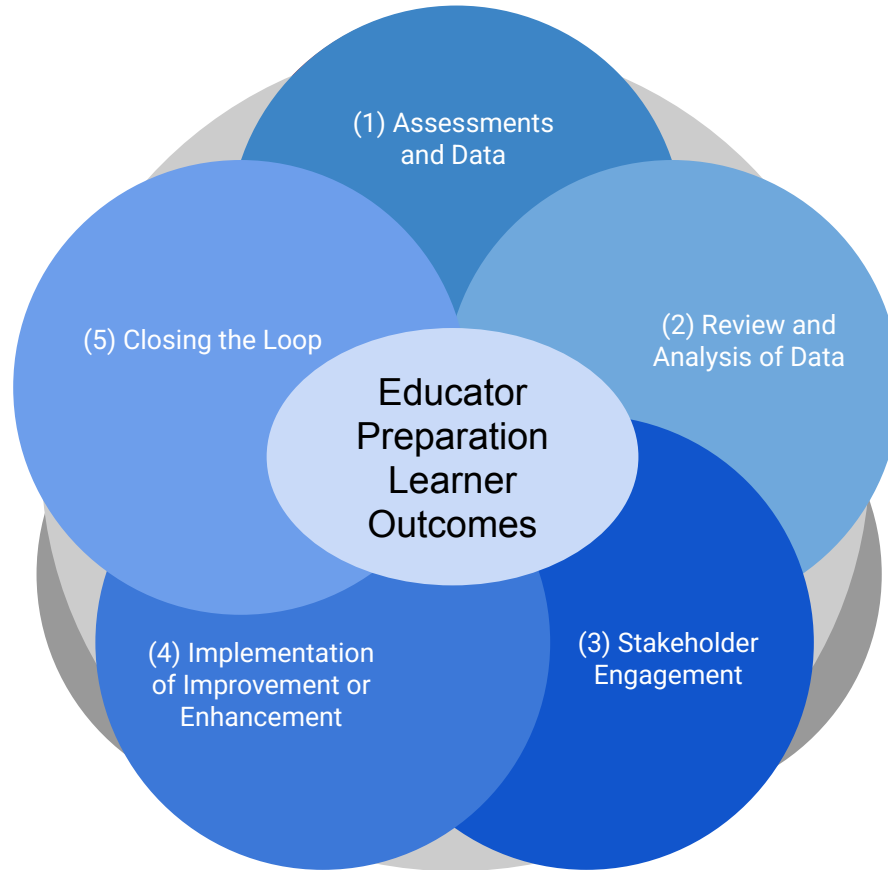 (1) Assessments
and Data
(2) Review and
Analysis of Data
(3) Stakeholder
Engagement
(4) Implementation
of Improvement or
Enhancement
(5) Closing the Loop
Educator
Preparation
Learner
Outcomes